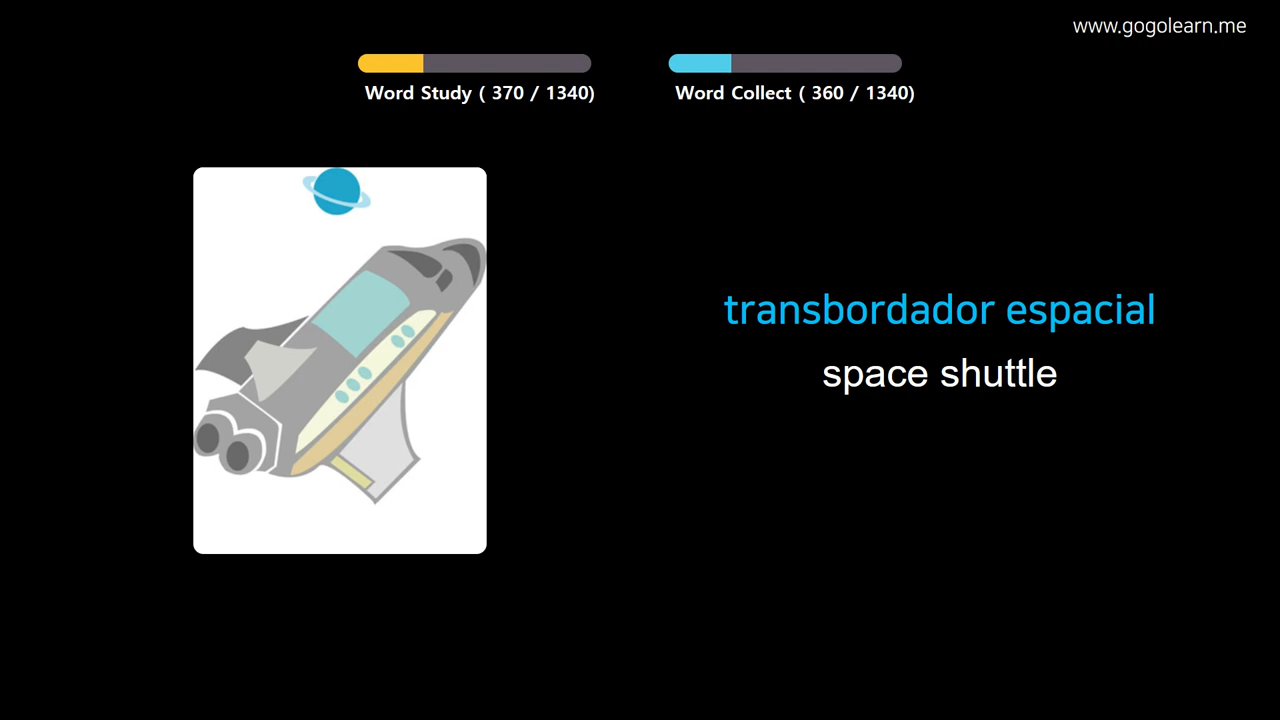 www.gogolearn.me
Word Study ( 370 / 1340)
Word Collect ( 360 / 1340)
transbordador espacial
space shuttle